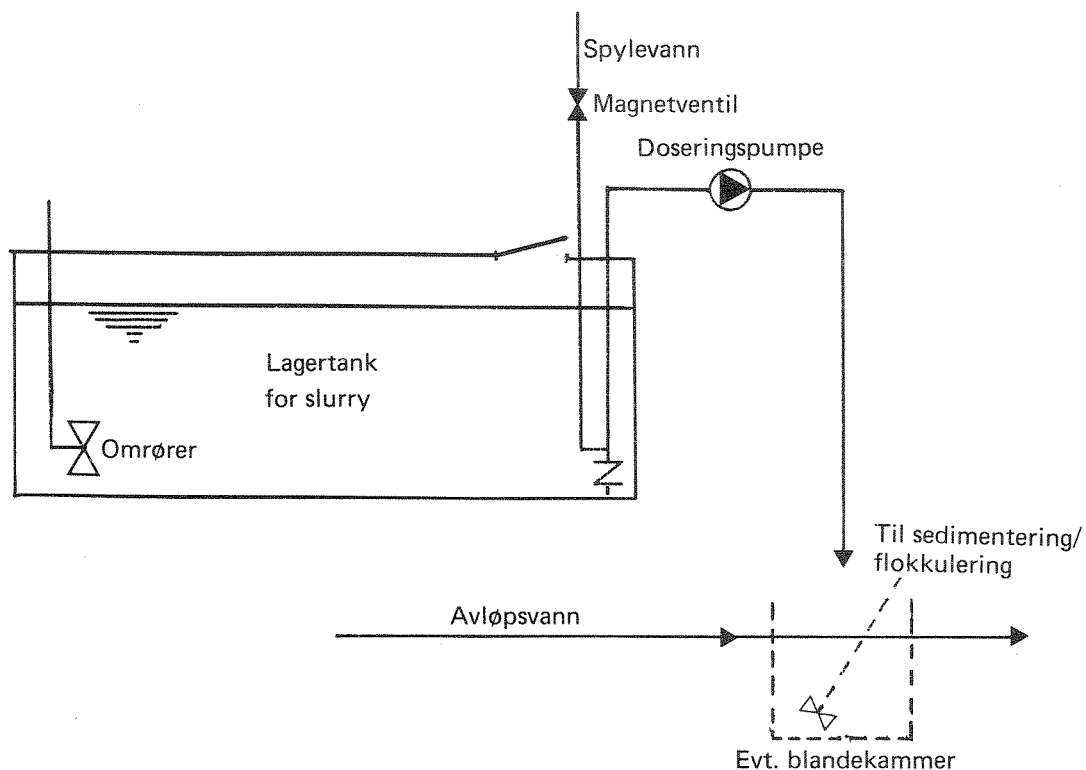 Spylevann
Magnetventil
Doseringspumpe
Lagertank
for slurry
Omrører
Til sedimentering/
flokkulering
Avløpsvann
Evt. blandekammer